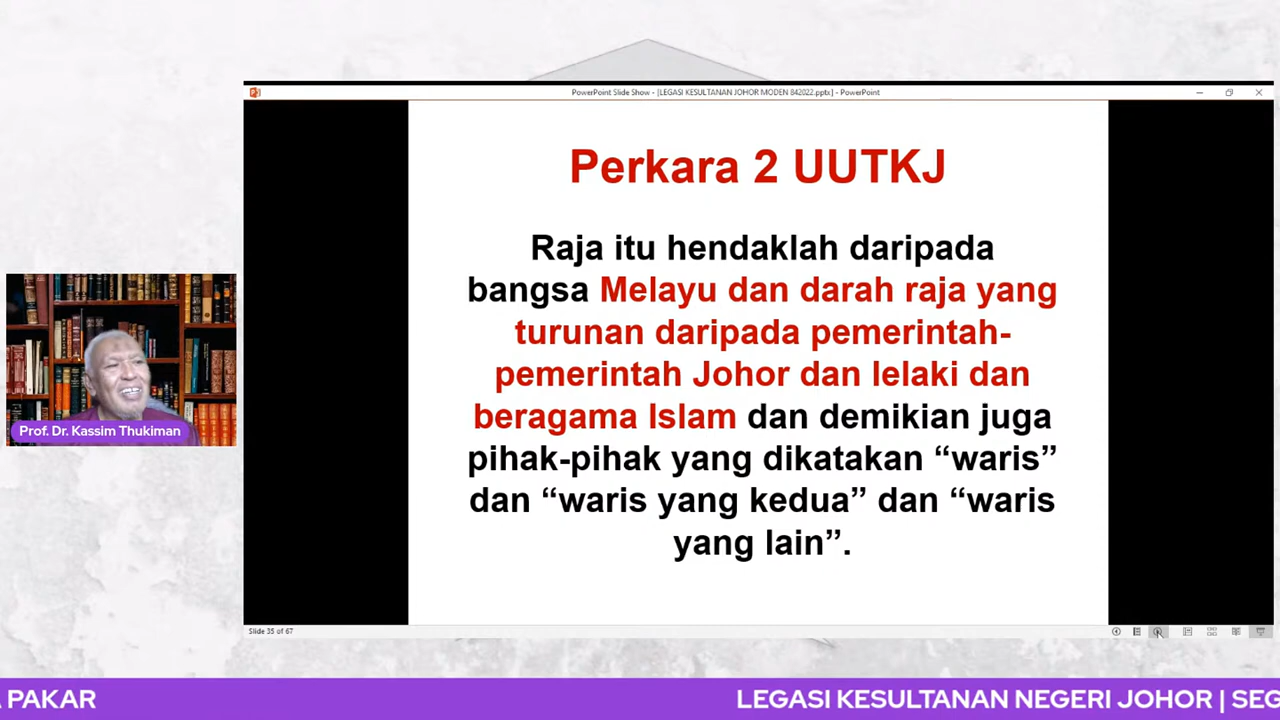 PowerPoint Slide Show - [LEGASI KESULTANAN JOHOR MODEN 842022.pptx] - PowerPoint
Perkara 2 UUTKJ
Raja itu hendaklah daripada
bangsa Melayu dan darah raja yang
turunan daripada pemerintah-
pemerintah Johor dan lelaki dan
beragama Islam dan demikian juga
pihak-pihak yang dikatakan “waris”
dan “waris yang kedua” dan “waris
yang lain”.
Prof. Dr. Kassim Thukiman
Slide 35 of 67
PAKAR
LEGASI KESULTANAN NEGERI JOHOR | SEG